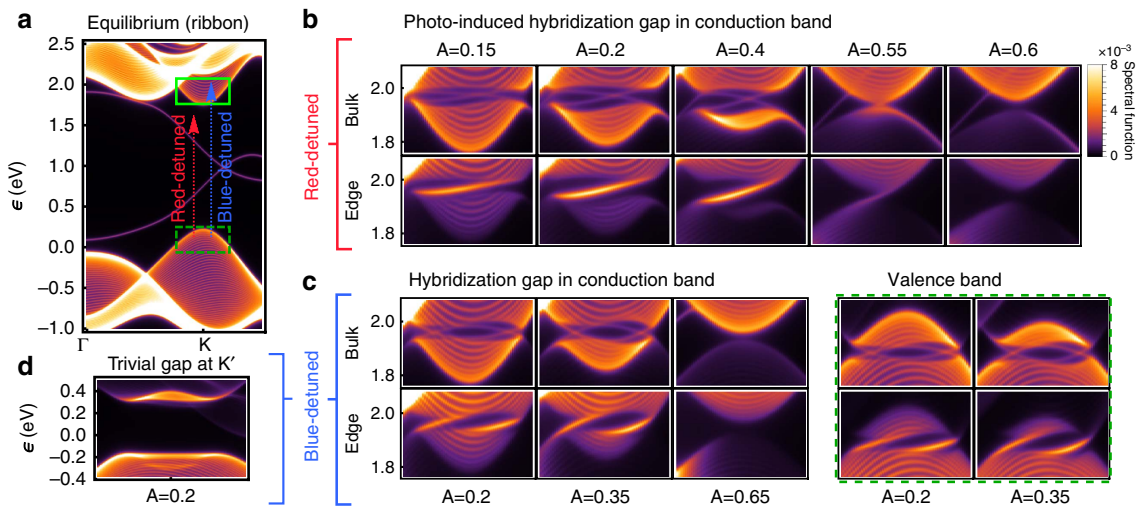 a
Equilibrium (ribbon)
2.5
2.0
1.5
1.0
0.5
0.0
−0.5
−1.0
ϵ (eV)
Γ
K
Red-detuned
Blue-detuned
b
Photo-induced hybridization gap in conduction band
A=0.15
A=0.2
A=0.4
A=0.55
A=0.6
Red-detuned
Bulk
2.0
1.8
Edge
2.0
1.8
×10−3
8
0
Spectral function
c
Hybridization gap in conduction band
Valence band
Blue-detuned
Bulk
2.0
1.8
Edge
2.0
1.8
A=0.2
A=0.35
A=0.65
A=0.2
A=0.35
d
Trivial gap at K′
0.4
0.2
0.0
−0.2
−0.4
ϵ (eV)
A=0.2